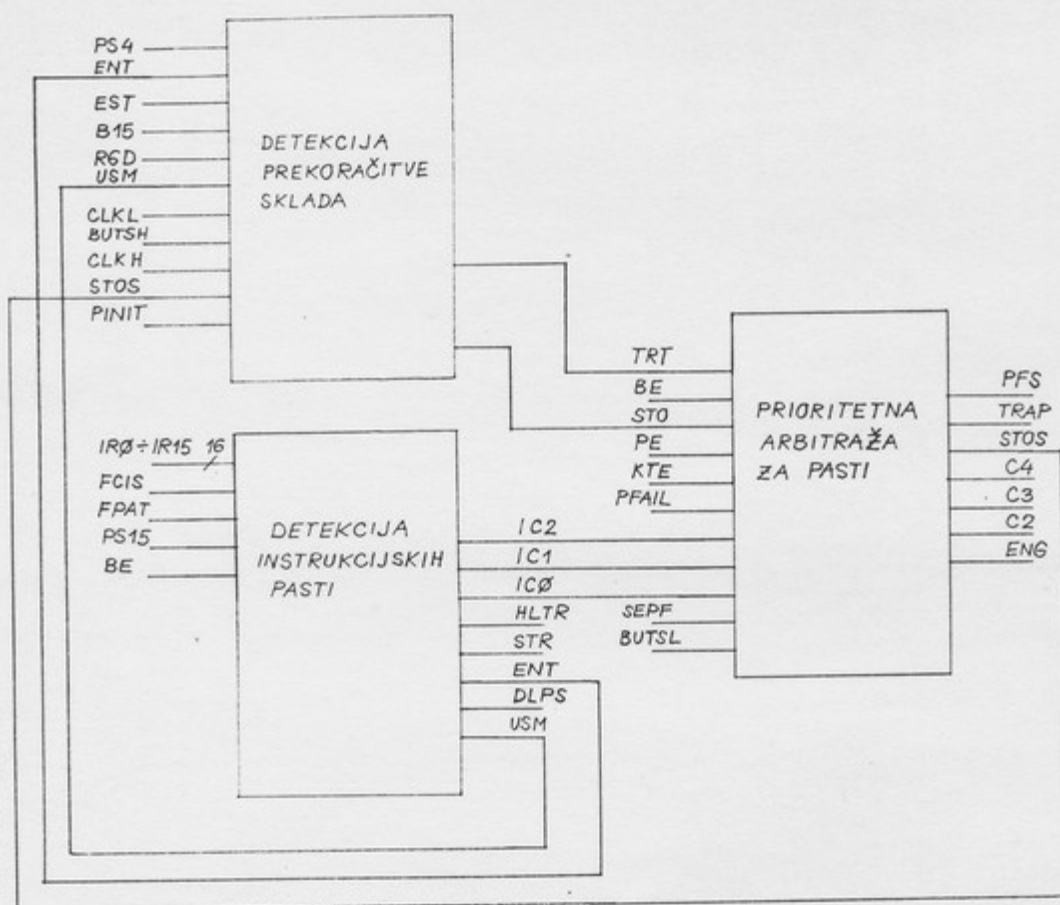 PS4
ENT
EST
B15
R6D
USM
CLKL
BUTSH
CLKH
STOS
PINIT
DETEKCIJA
PREKORAČITVE
SKLADA
IRØ÷IR15 16
FCIS
FPAT
PS15
BE
DETEKCIJA
INSTRUKCIJSKIH
PASTI
IC2
IC1
ICØ
HLTR
STR
ENT
DLPS
USM
TRT
BE
STO
PE
KTE
PFAIL
SEPF
BUTSL
PRIORITETNA
ARBITRAŽA
ZA PASTI
PFS
TRAP
STOS
C4
C3
C2
ENG